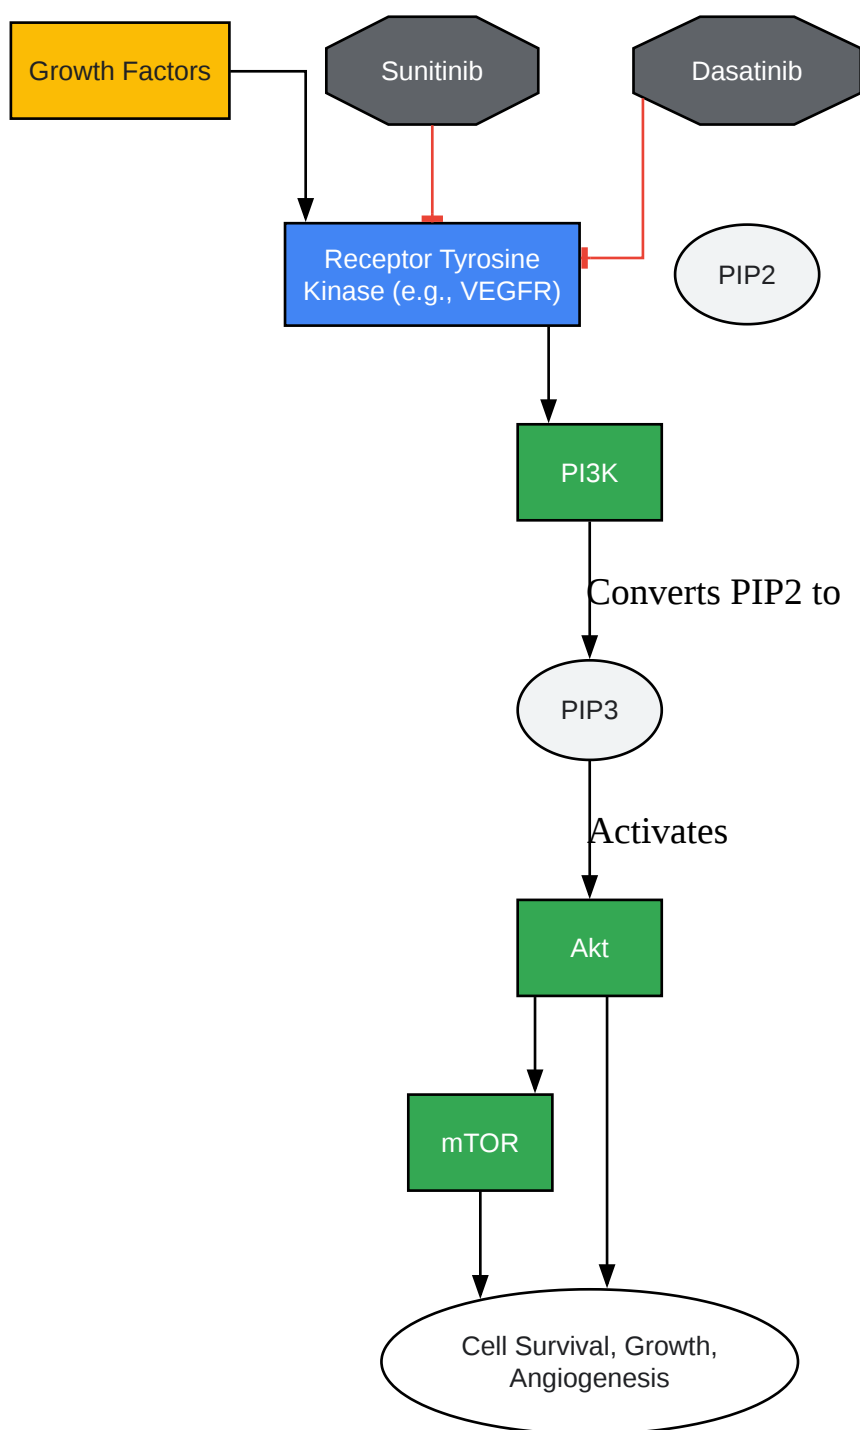 Growth Factors
Sunitinib
Dasatinib
Receptor Tyrosine
Kinase (e.g., VEGFR)
PIP2
PI3K
Converts PIP2 to
PIP3
Activates
Akt
mTOR
Cell Survival, Growth,
Angiogenesis